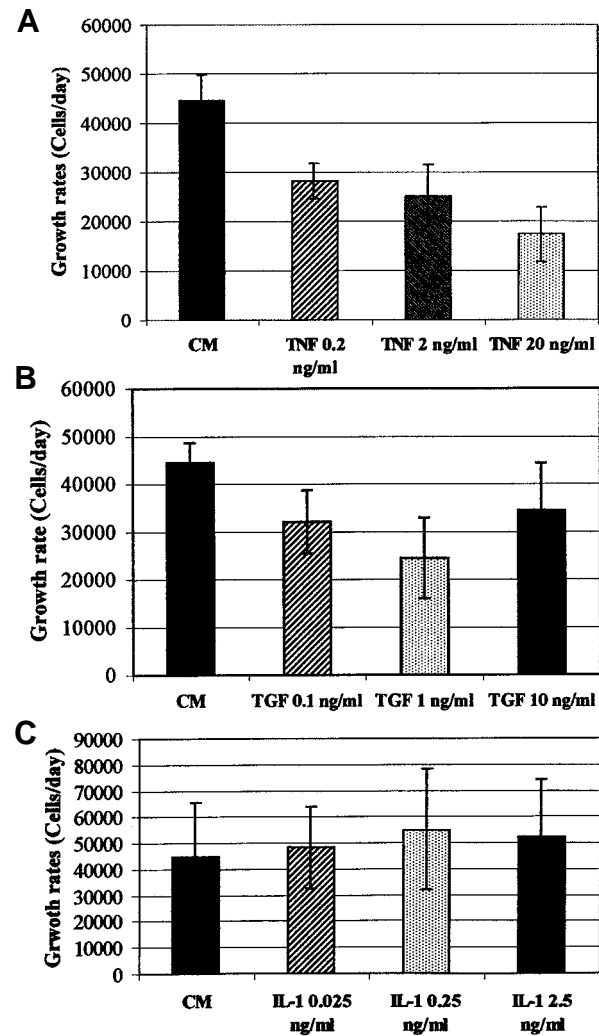 A
Growth rates (Cells/day)
60000
50000
40000
30000
20000
10000
0
CM
TNF 0.2
ng/ml
TNF 2 ng/ml
TNF 20 ng/ml
B
Growth rate (Cells/day)
60000
50000
40000
30000
20000
10000
0
CM
TGF 0.1 ng/ml
TGF 1 ng/ml
TGF 10 ng/ml
C
Grwoth rates (Cells/day)
90000
80000
70000
60000
50000
40000
30000
20000
10000
0
CM
IL-1 0.025
ng/ml
IL-1 0.25
ng/ml
IL-1 2.5
ng/ml